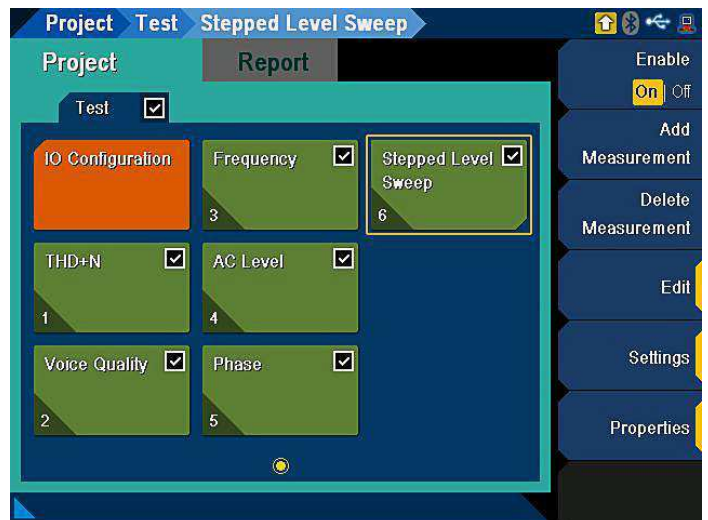 Project Test Stepped Level Sweep
Project Report
Test
IO Configuration
Frequency
3
Stepped Level
Sweep
6
THD+N
1
AC Level
4
Voice Quality
2
Phase
5
Enable
On | Off
Add
Measurement
Delete
Measurement
Edit
Settings
Properties